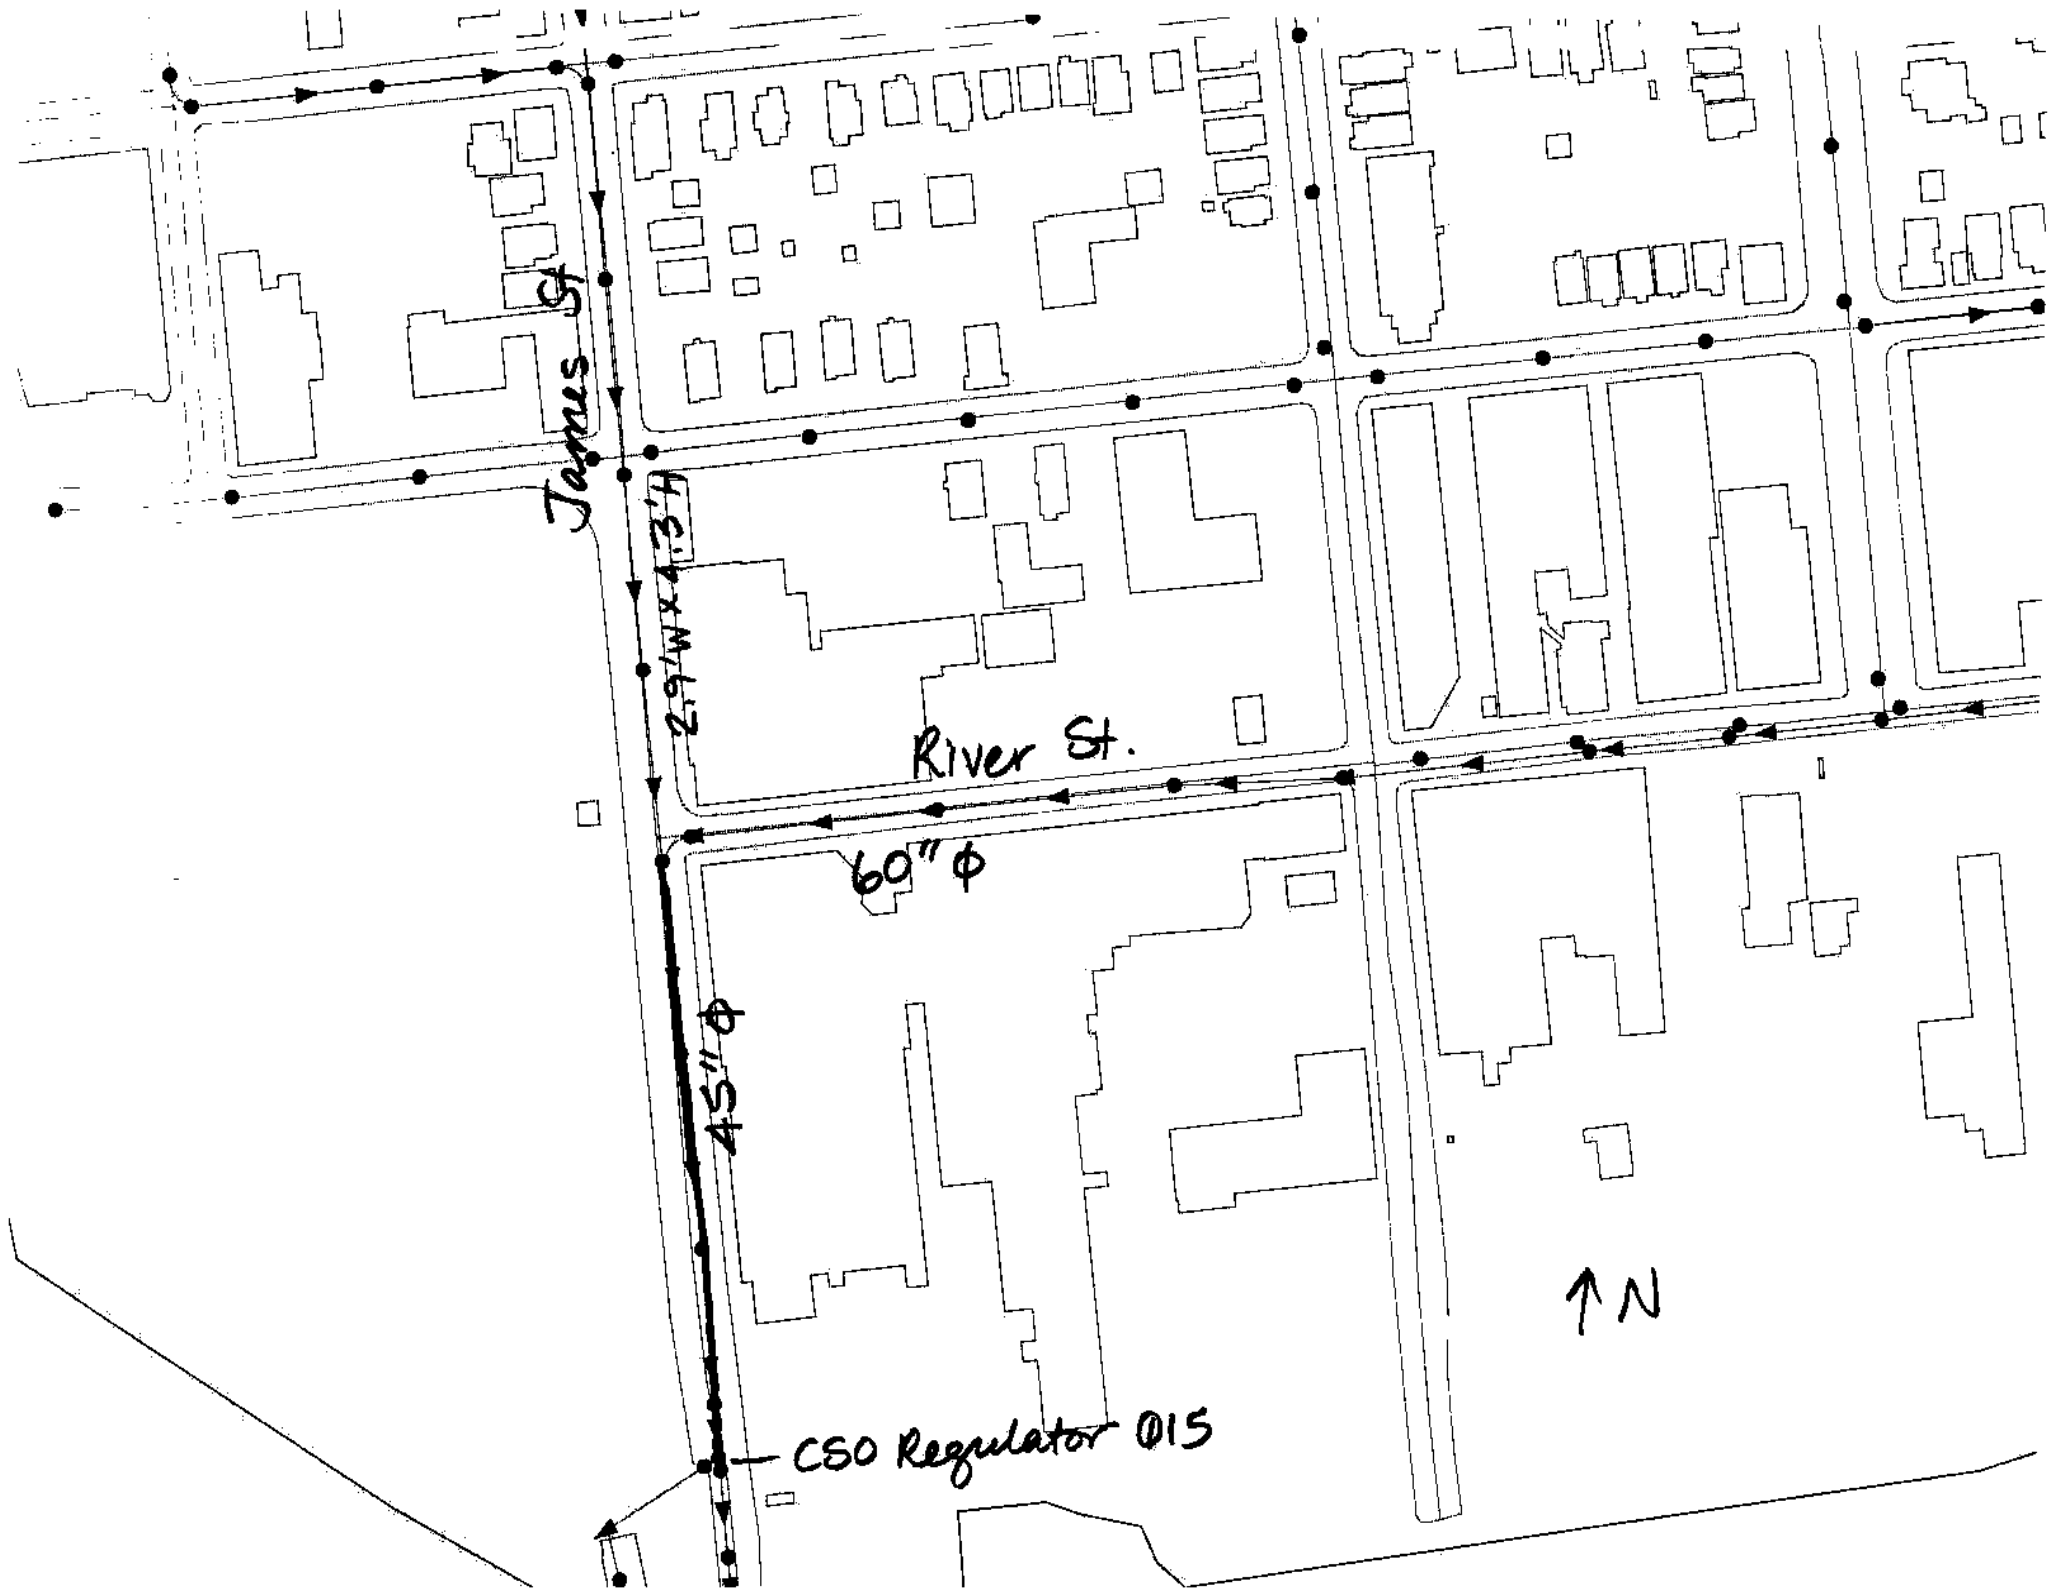 James St
2.9'W x 4.3'H
River St.
60" ϕ
45" ϕ
CSO Regulator 015
↑ N